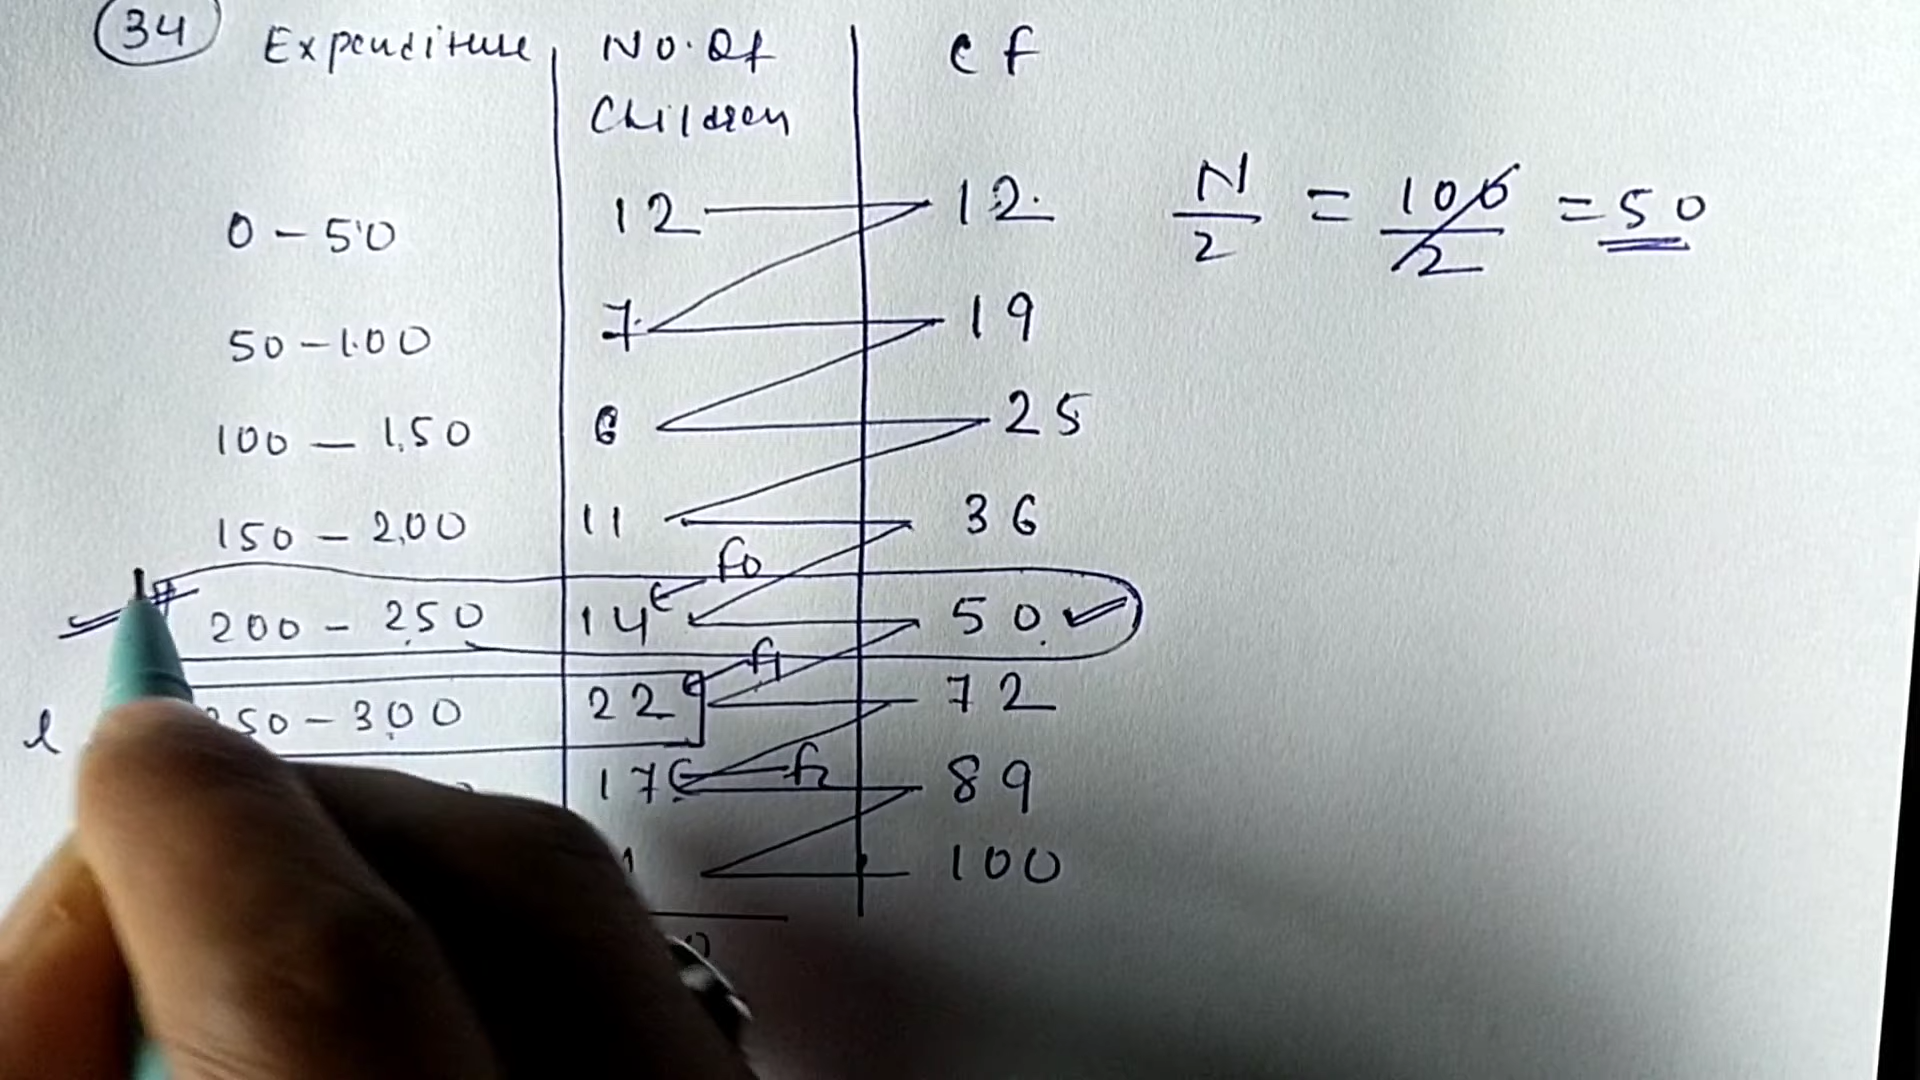 34 Expenditure No. Of Children cf
0 - 50 12 12
50 - 100 7 19
100 - 150 6 25
150 - 200 11 36
200 - 250 14 f0 50
250 - 300 22 f1 72
17 f2 89
100
l
N/2 = 100/2 = 50